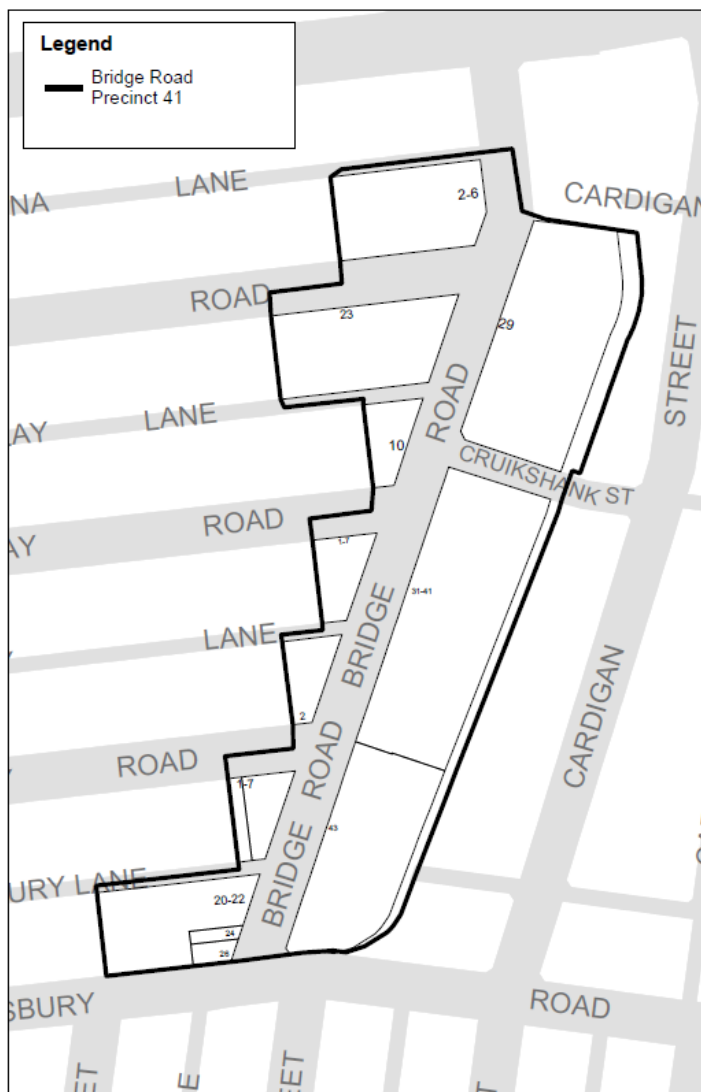 Legend
Bridge Road
Precinct 41
LANE
NA
CARDIGAN
2-6
ROAD
23
29
STREET
ROAD
LANE
LAY
10
CRUIKSHANK ST
ROAD
AY
1-7
31-41
BRIDGE
LANE
CARDIGAN
2
ROAD
ROAD
1-7
43
BRIDGE
URY LANE
20-22
24
26
SBURY
ROAD
ET
E
EET
T